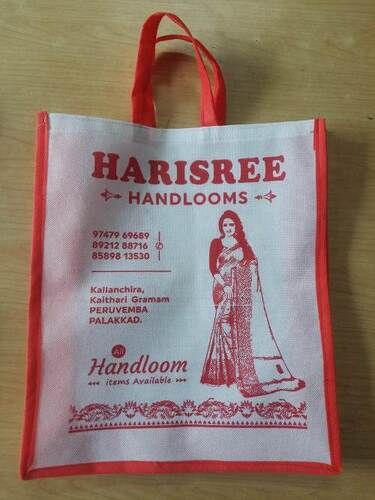 HARISREE
HANDLOOMS
97479 69689
89212 88716
85898 13530
Kallanchira,
Kaithari Gramam
PERUVEMBA
PALAKKAD.
All
Handloom
items Available